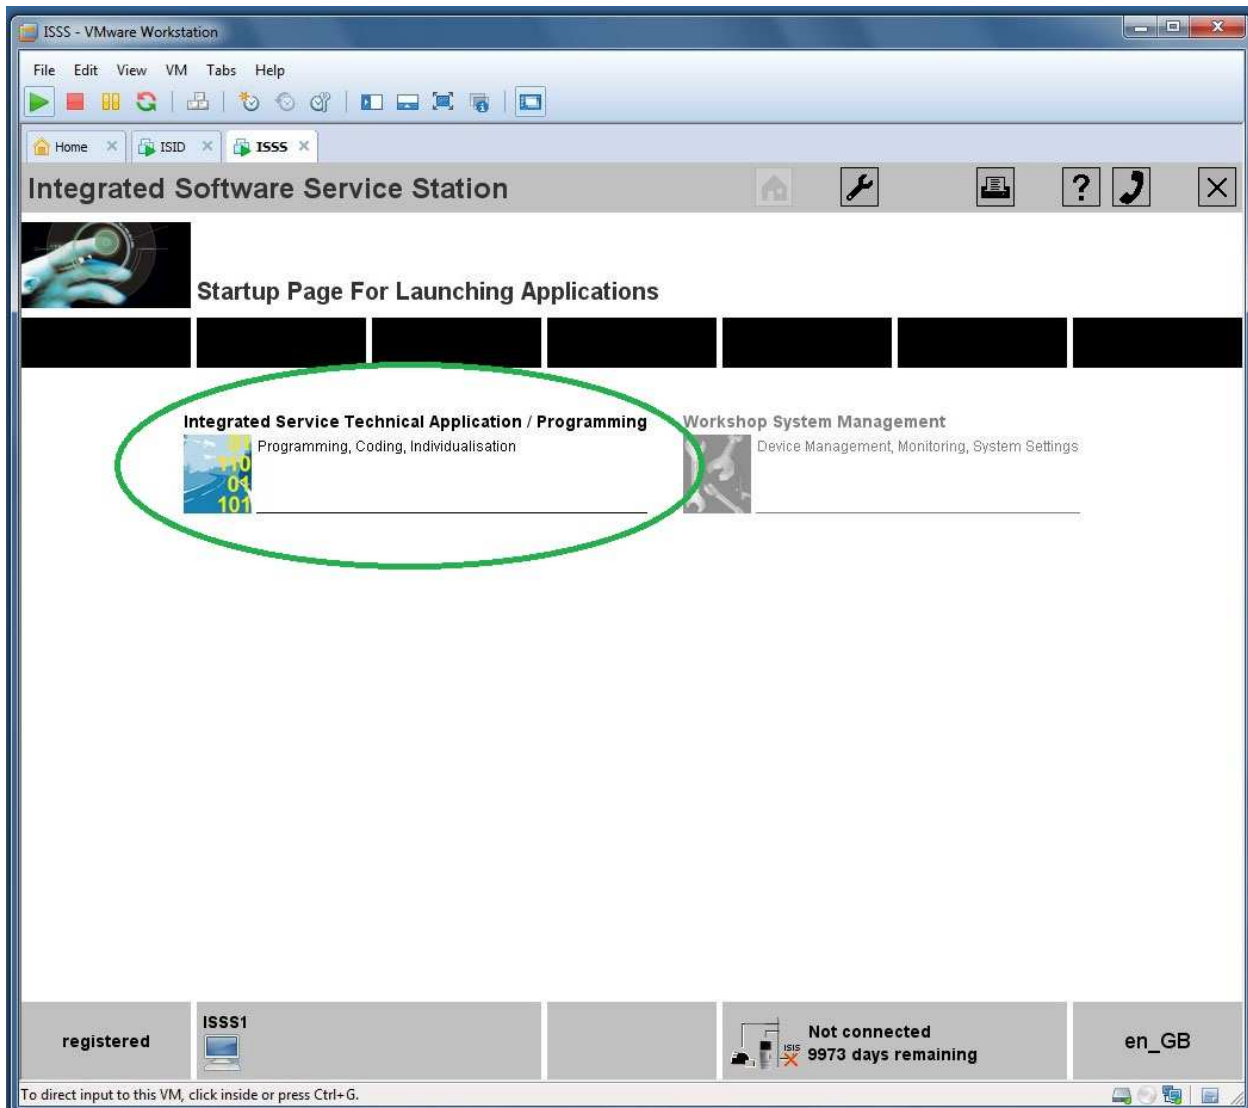 ISSS - VMware Workstation
File Edit View VM Tabs Help
Home ISID ISSS
Integrated Software Service Station
?
Startup Page For Launching Applications
Integrated Service Technical Application / Programming
Programming, Coding, Individualisation
01
110
01
101
Workshop System Management
Device Management, Monitoring, System Settings
registered
ISSS1
ISIS
Not connected
9973 days remaining
en_GB
To direct input to this VM, click inside or press Ctrl+G.